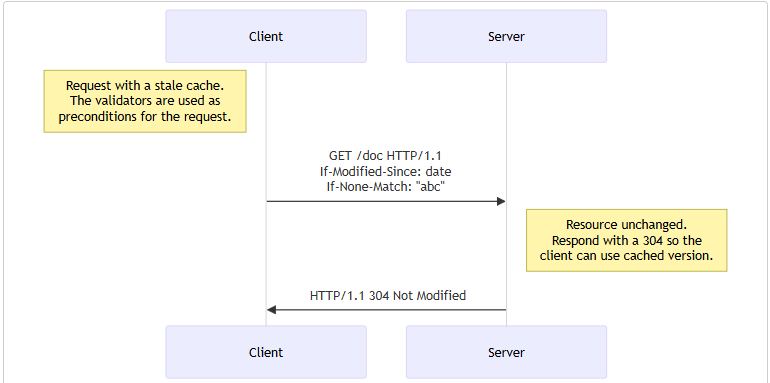 Client
Server
Request with a stale cache.
The validators are used as
preconditions for the request.
GET /doc HTTP/1.1
If-Modified-Since: date
If-None-Match: "abc"
Resource unchanged.
Respond with a 304 so the
client can use cached version.
HTTP/1.1 304 Not Modified
Client
Server